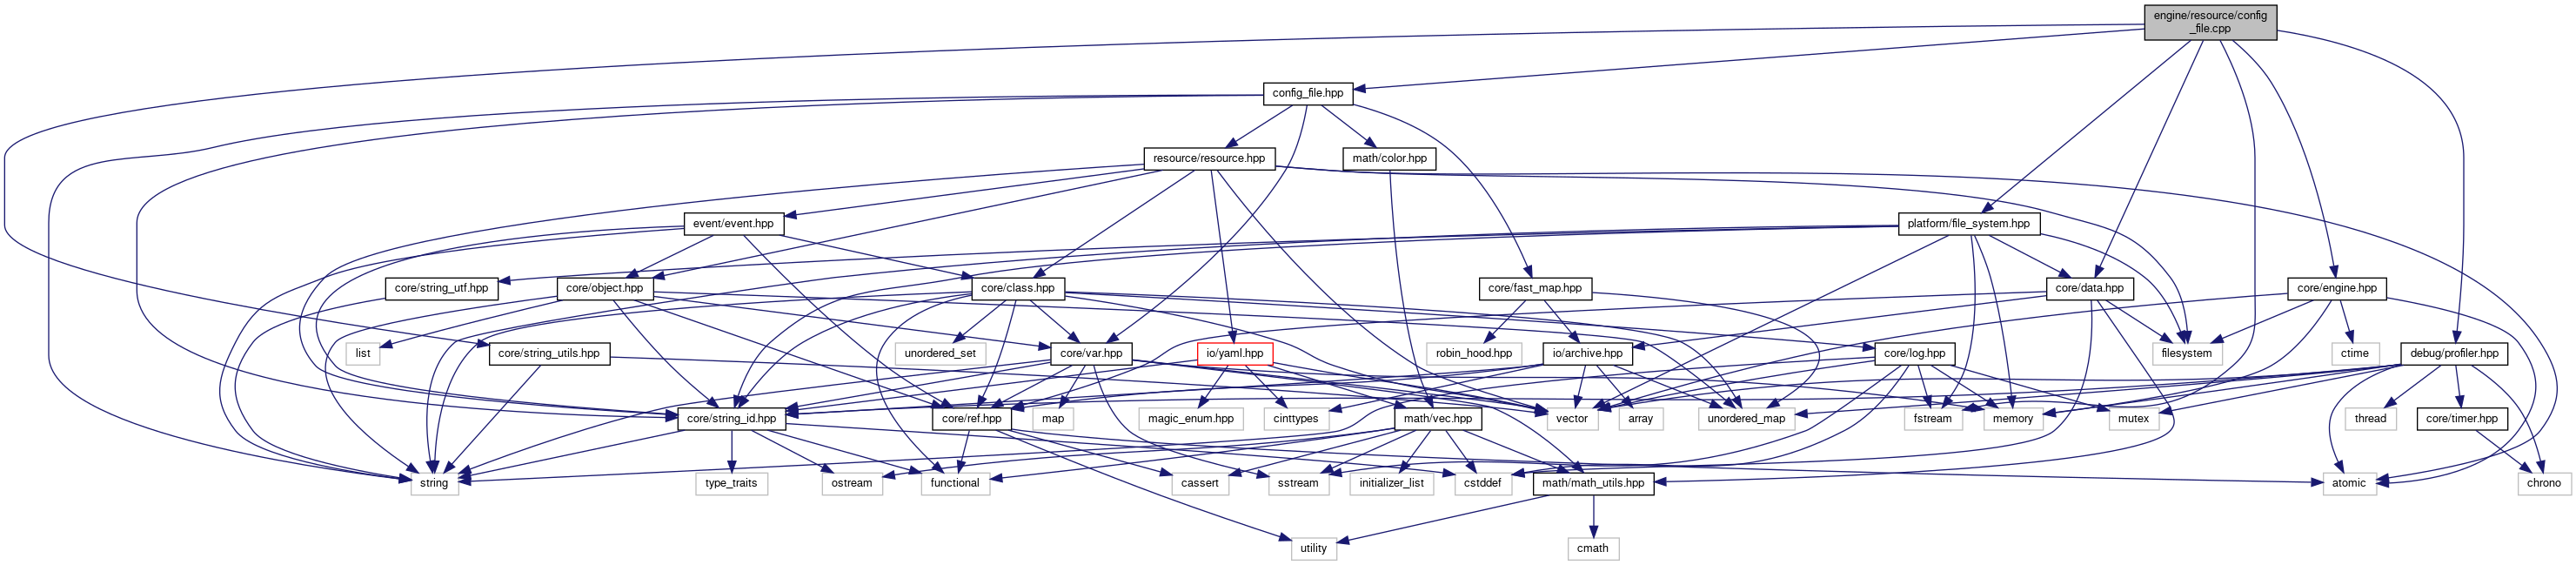 engine/resource/config
_file.cpp
config_file.hpp
resource/resource.hpp
math/color.hpp
event/event.hpp
platform/file_system.hpp
core/string_utf.hpp
core/object.hpp
core/class.hpp
core/fast_map.hpp
core/data.hpp
core/engine.hpp
list
core/string_utils.hpp
unordered_set
core/var.hpp
io/yaml.hpp
robin_hood.hpp
io/archive.hpp
core/log.hpp
filesystem
ctime
debug/profiler.hpp
core/string_id.hpp
core/ref.hpp
map
magic_enum.hpp
cinttypes
math/vec.hpp
vector
array
unordered_map
fstream
memory
mutex
thread
core/timer.hpp
string
type_traits
ostream
functional
cassert
sstream
initializer_list
cstddef
math/math_utils.hpp
atomic
chrono
utility
cmath